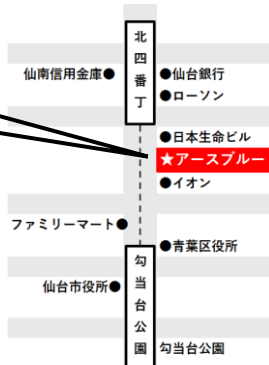 北四番丁
仙南信用金庫●
●仙台銀行
●ローソン
●日本生命ビル
★アースブルー
●イオン
ファミリーマート●
●青葉区役所
仙台市役所●
勾当台公園
勾当台公園